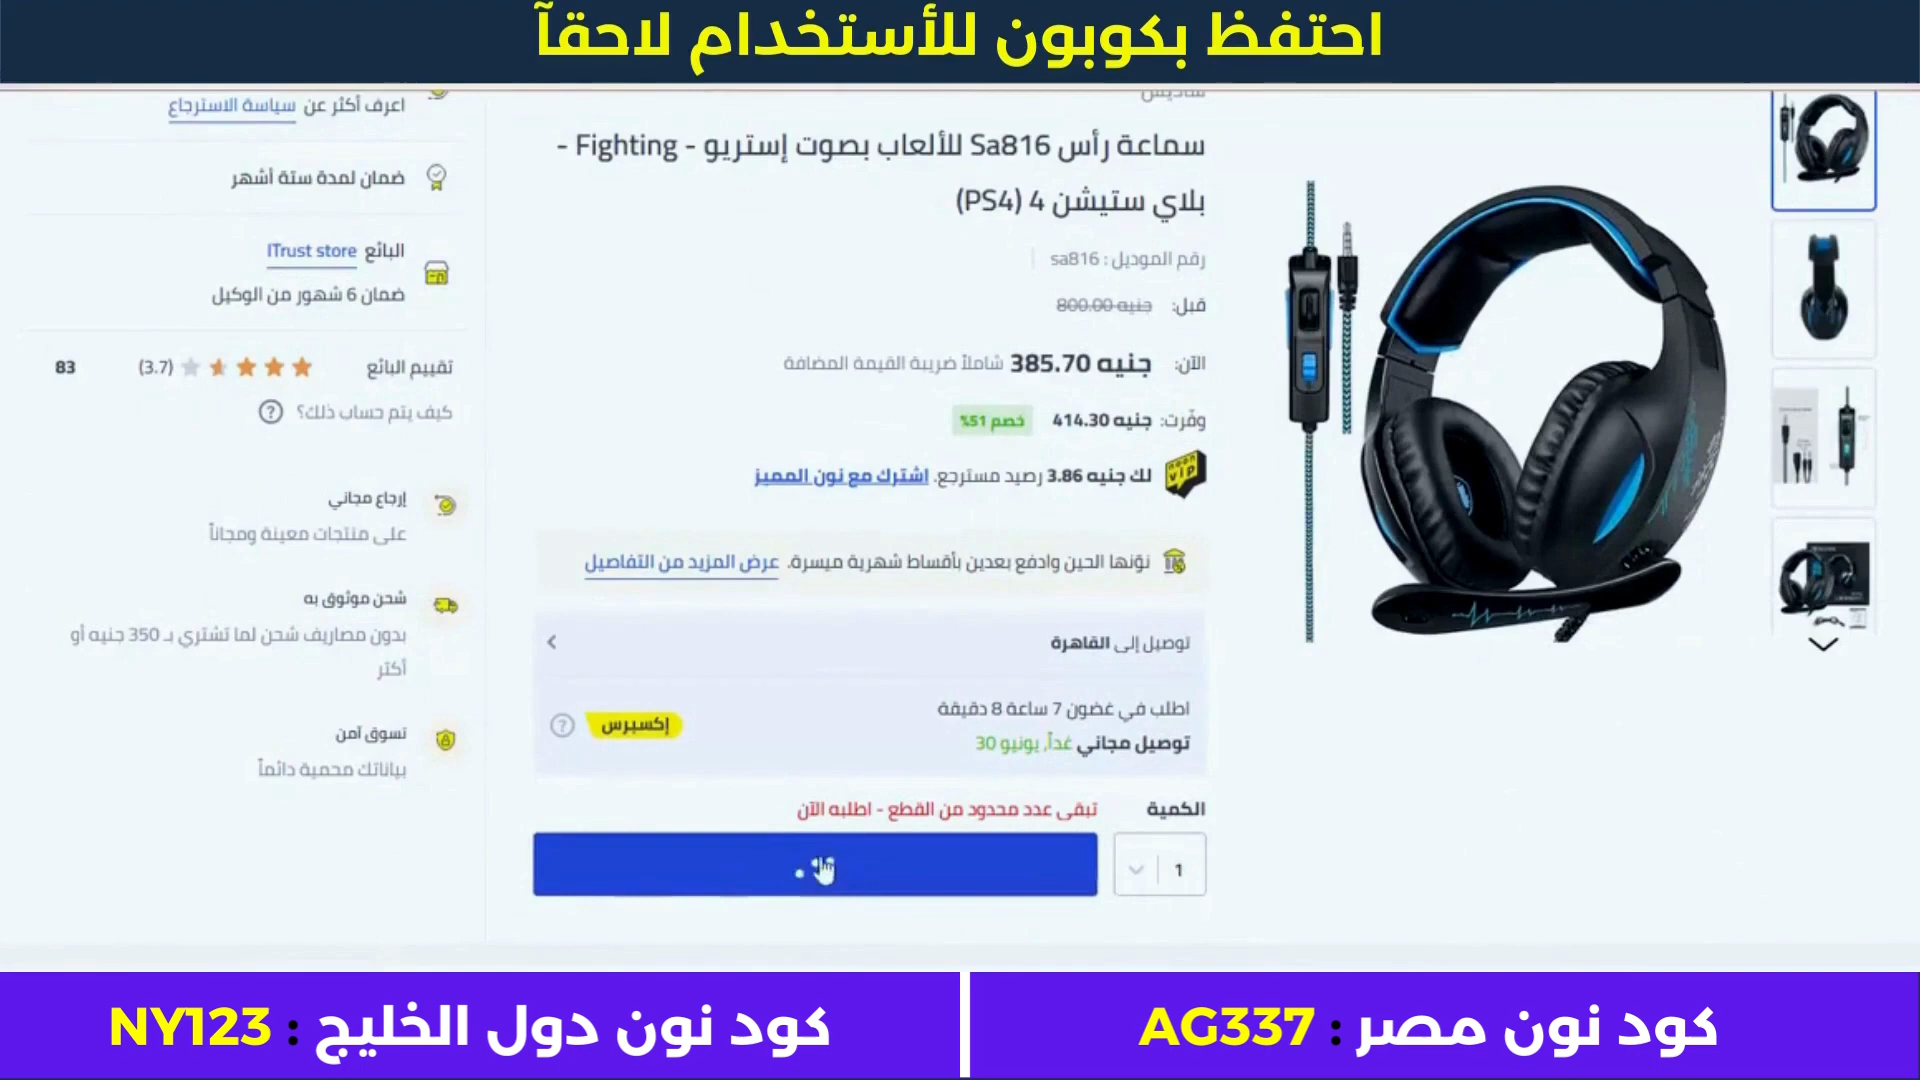 احتفظ بكوبون للأستخدام لاحقآ
ساديس
سماعة رأس Sa816 للألعاب بصوت إستريو - Fighting -
بلاي ستيشن 4 (PS4)
رقم الموديل : sa816
قبل: جنيه 800.00
الآن: جنيه 385.70 شاملاً ضريبة القيمة المضافة
وفّرت: جنيه 414.30 خصم 51%
noon vip
لك جنيه 3.86 رصيد مسترجع. اشترك مع نون المميز
نوّنها الحين وادفع بعدين بأقساط شهرية ميسرة. عرض المزيد من التفاصيل
توصيل إلى القاهرة
اطلب في غضون 7 ساعة 8 دقيقة
توصيل مجاني غداً, يونيو 30
إكسبرس
الكمية
تبقى عدد محدود من القطع - اطلبه الآن
1
اعرف أكثر عن سياسة الاسترجاع
ضمان لمدة ستة أشهر
البائع ITrust store
ضمان 6 شهور من الوكيل
تقييم البائع (3.7) 83
كيف يتم حساب ذلك؟
إرجاع مجاني
على منتجات معينة ومجاناً
شحن موثوق به
بدون مصاريف شحن لما تشتري بـ 350 جنيه أو
أكثر
تسوق آمن
بياناتك محمية دائماً
كود نون مصر : AG337
كود نون دول الخليج : NY123